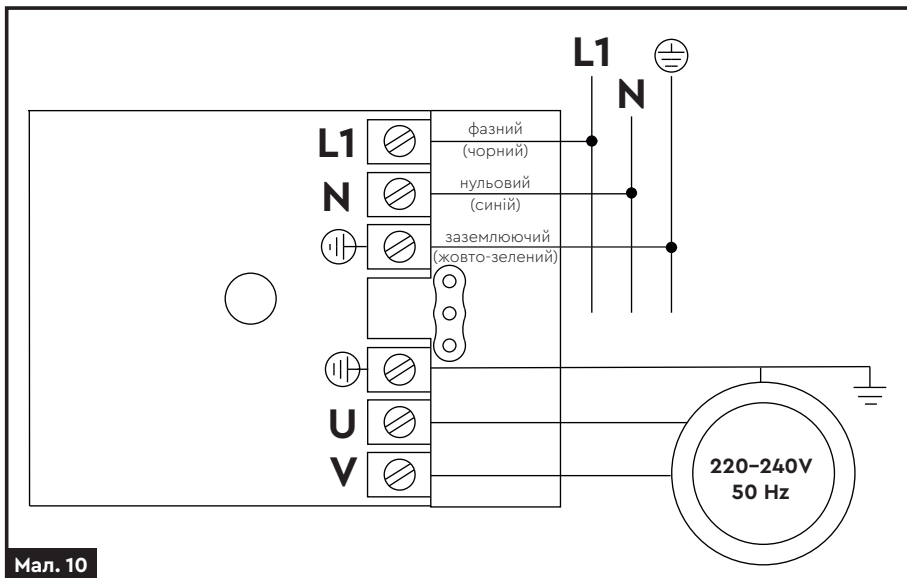 L1
N
L1
фазний
(чорний)
N
нульовий
(синій)
заземлюючий
(жовто-зелений)
U
V
220–240V
50 Hz
Мал. 10